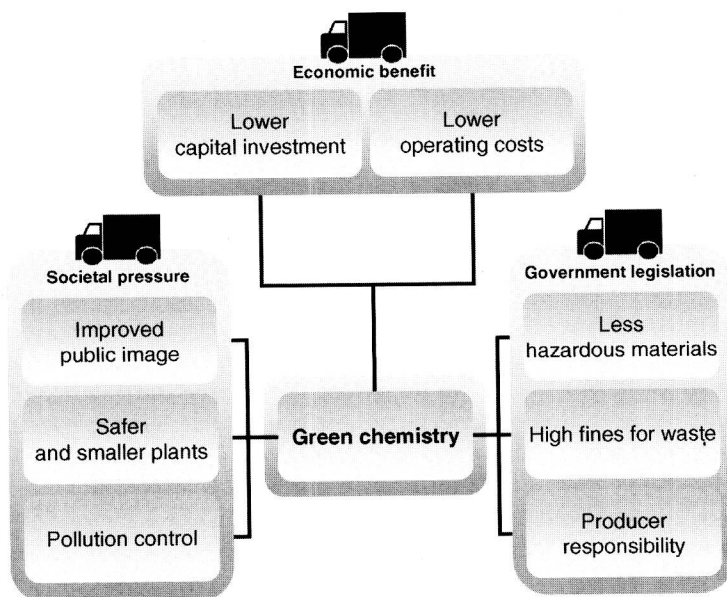 Economic benefit
Lower
capital investment
Lower
operating costs
Societal pressure
Improved
public image
Safer
and smaller plants
Pollution control
Green chemistry
Government legislation
Less
hazardous materials
High fines for waste
Producer
responsibility